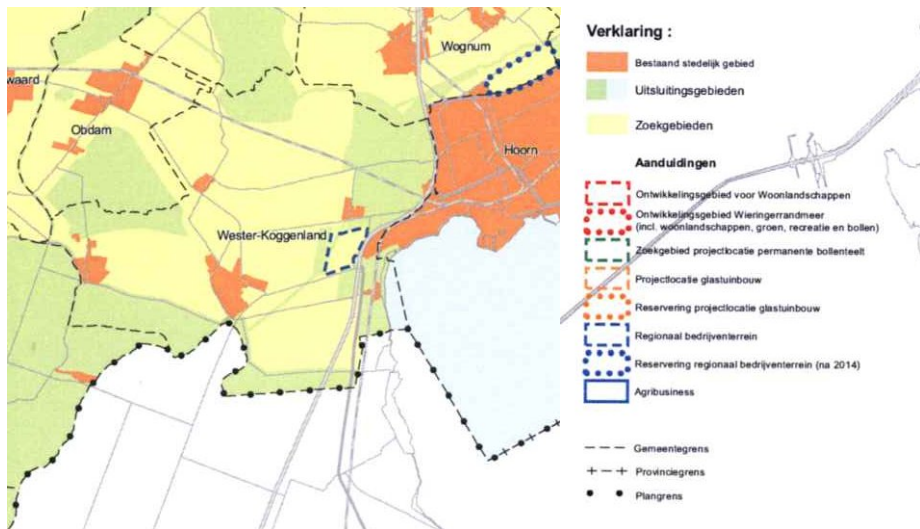 Wognum
waard
Obdam
Hoorn
Wester-Koggenland
Verklaring :
Bestaand stedelijk gebied
Uitsluitingsgebieden
Zoekgebieden
Aanduidingen
Ontwikkelingsgebied voor Woonlandschappen
Ontwikkelingsgebied Wieringerrandmeer
(incl. woonlandschappen, groen, recreatie en bollen)
Zoekgebied projectlocatie permanente bollenteelt
Projectlocatie glastuinbouw
Reservering projectlocatie glastuinbouw
Regionaal bedrijventerrein
Reservering regionaal bedrijventerrein (na 2014)
Agribusiness
Gemeentegrens
Provinciegrens
Plangrens